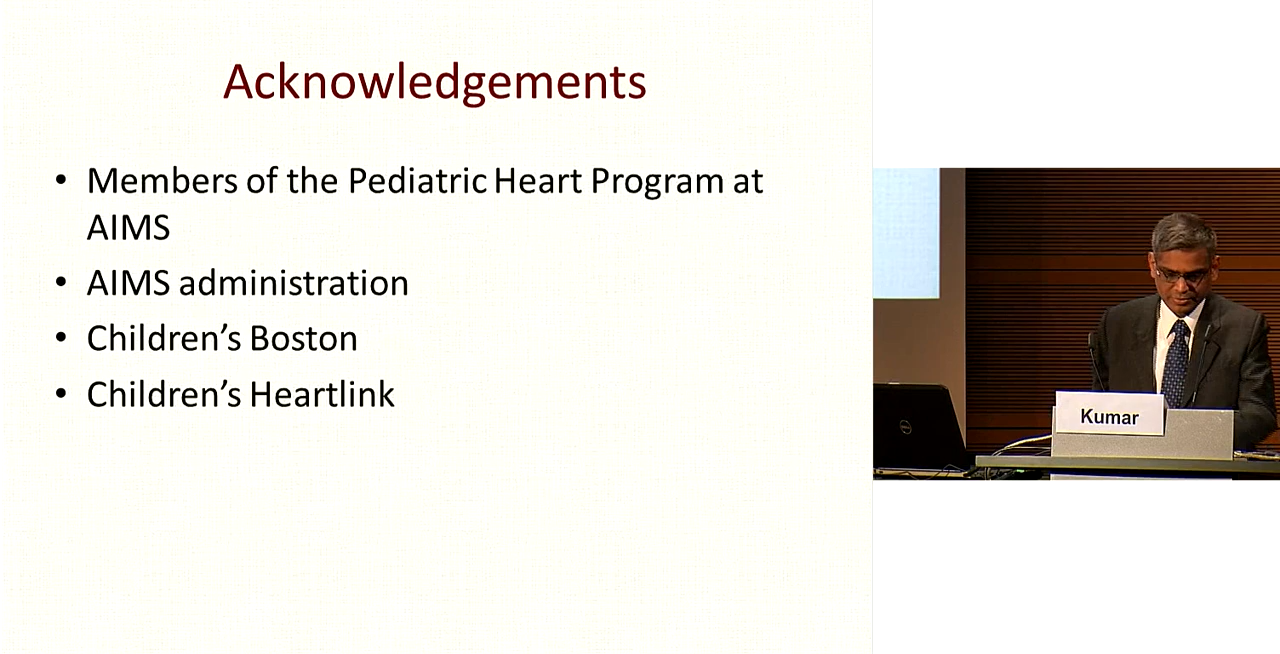 Acknowledgements
• Members of the Pediatric Heart Program at
AIMS
• AIMS administration
• Children’s Boston
• Children’s Heartlink
Kumar